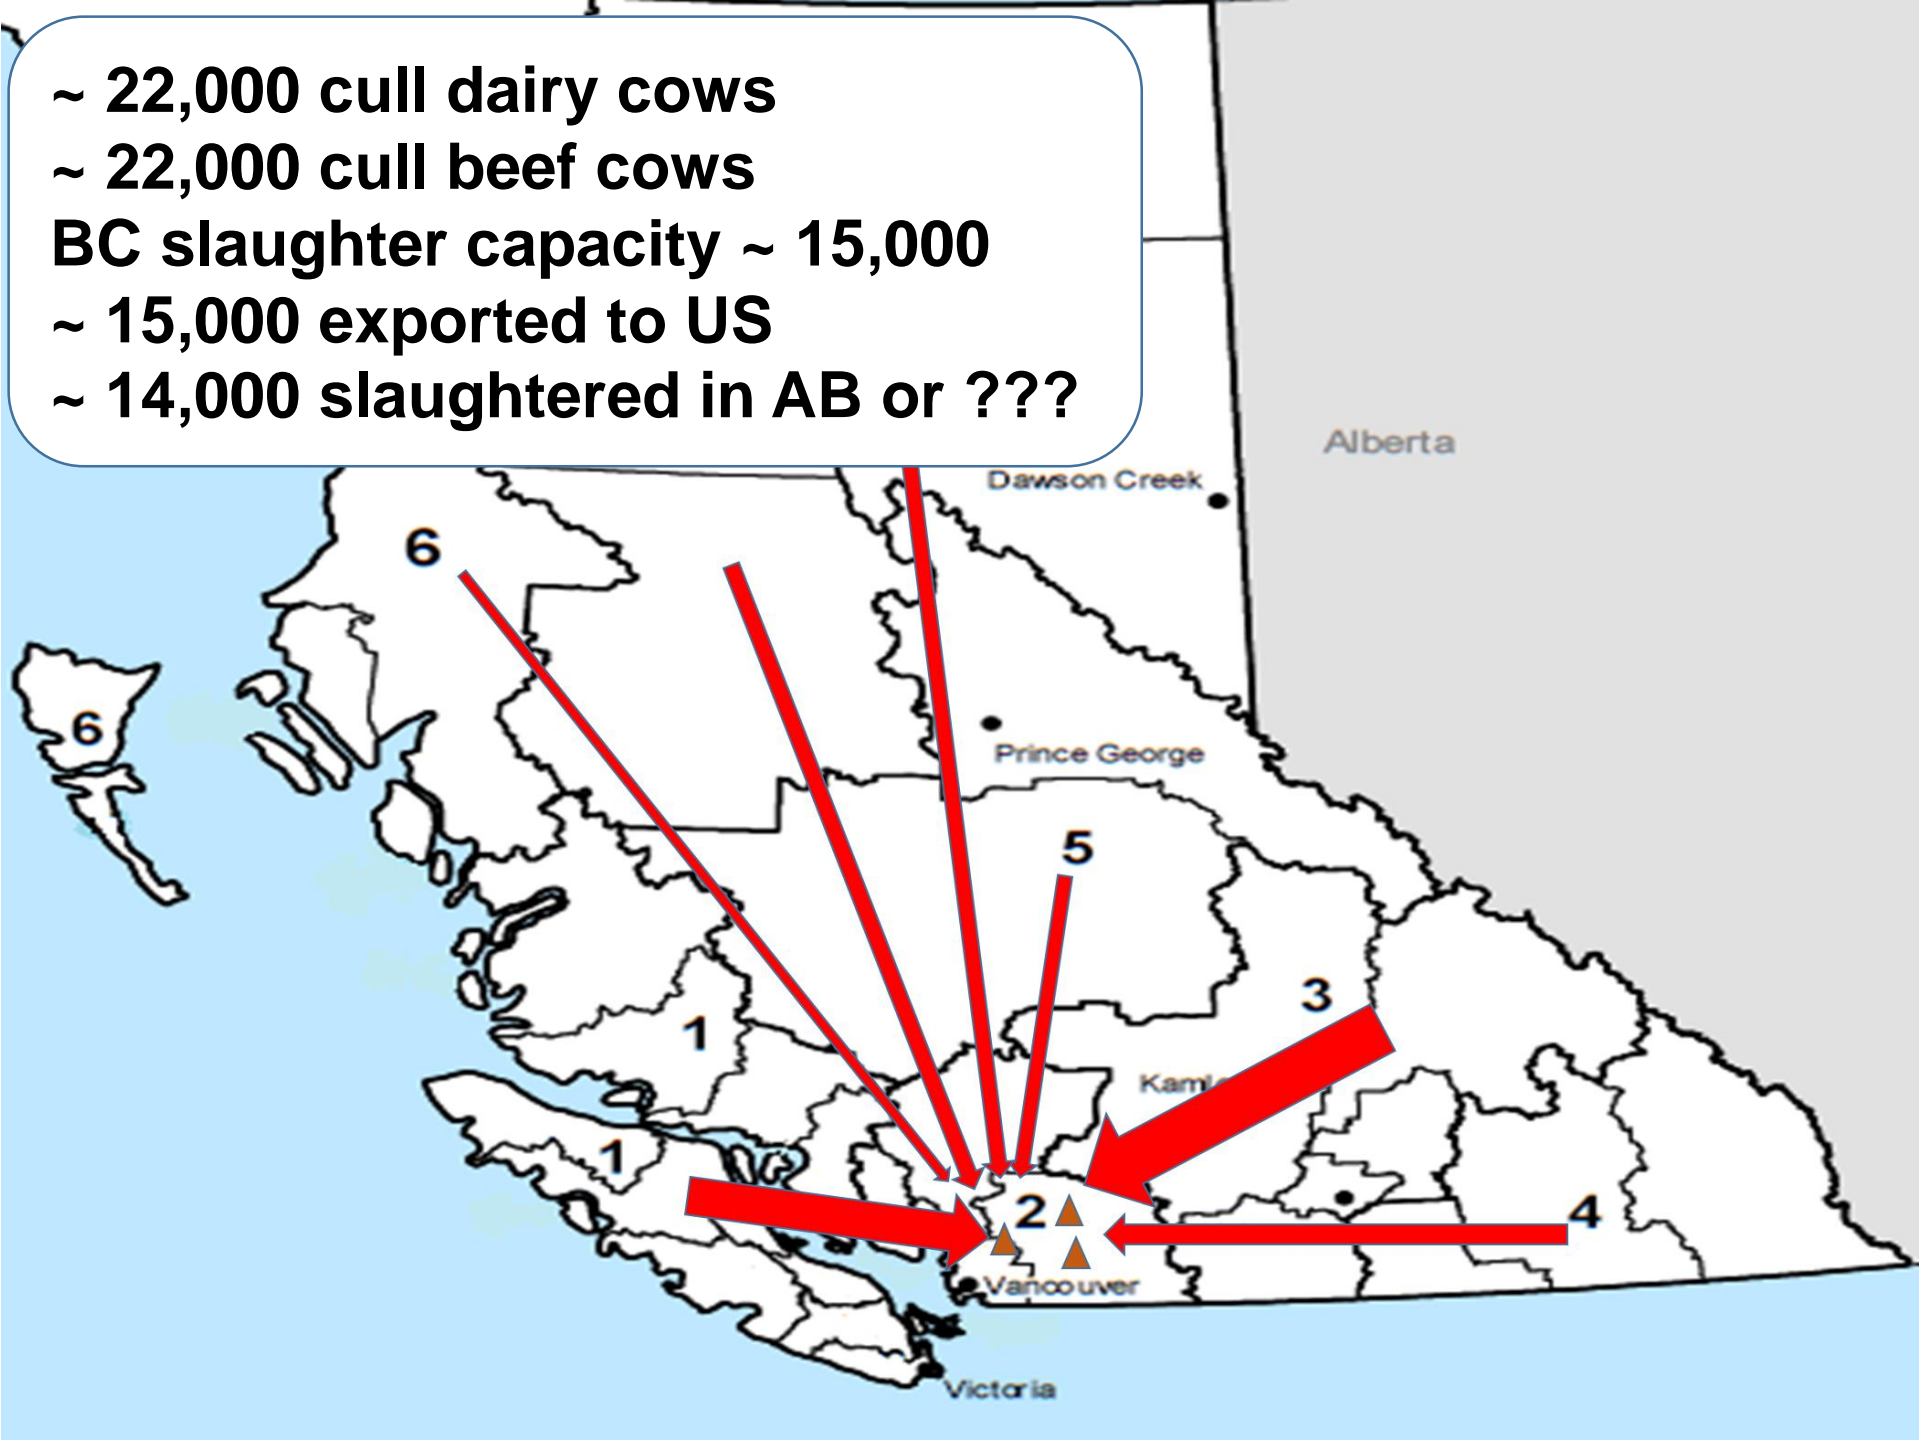 ~ 22,000 cull dairy cows
~ 22,000 cull beef cows
BC slaughter capacity ~ 15,000
~ 15,000 exported to US
~ 14,000 slaughtered in AB or ???
Alberta
Dawson Creek
6
6
Prince George
5
3
1
1
2
4
Vancouver
Victoria